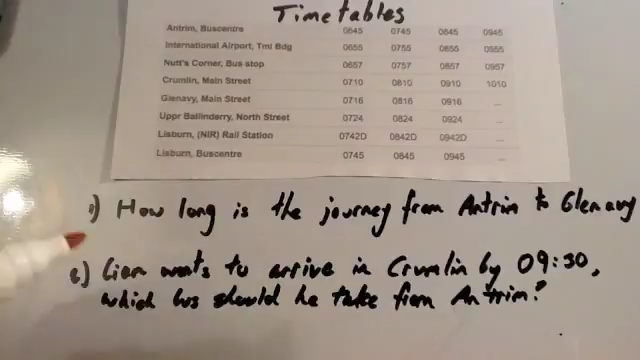 Timetables
Antrim, Buscentre 0645 0745 0845 0945
International Airport, Tml Bdg 0655 0755 0855 0955
Nutt's Corner, Bus stop 0657 0757 0857 0957
Crumlin, Main Street 0710 0810 0910 1010
Glenavy, Main Street 0716 0816 0916 ...
Uppr Ballinderry, North Street 0724 0824 0924 ...
Lisburn, (NIR) Rail Station 0742D 0842D 0942D ...
Lisburn, Buscentre 0745 0845 0945 ...
How long is the journey from Antrim to Glenavy
wants to arrive in Crumlin by 09:30,
which bus should he take from Antrim?